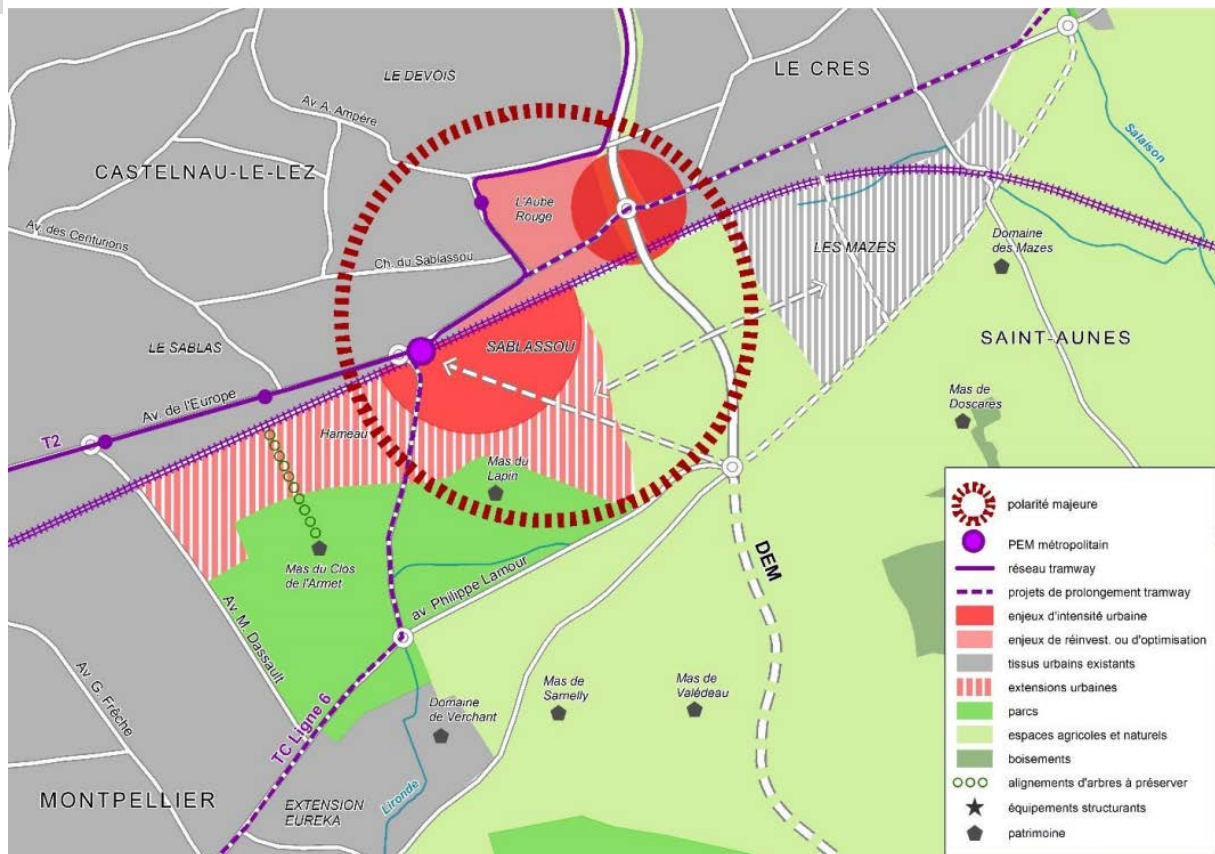 LE DEVOIS
LE CRES
Av. A. Ampère
Salaison
CASTELNAU-LE-LEZ
L'Aube
Rouge
Av. des Centurions
Ch. du Sablassou
LES MAZES
Domaine
des Mazes
LE SABLAS
SABLASSOU
SAINT-AUNES
Av. de l'Europe
T2
Hameau
Mas du
Lapin
Mas de
Doscares
Mas du Clos
de l'Armet
DEM
av. Philippe Lamour
Av. M. Dassault
Av. G. Frêche
TC Ligne 6
Domaine
de Verchant
Mas de
Samelly
Mas de
Valédeau
Lironde
MONTPELLIER
EXTENSION
EUREKA
polarité majeure
PEM métropolitain
réseau tramway
projets de prolongement tramway
enjeux d'intensité urbaine
enjeux de réinvest. ou d'optimisation
tissus urbains existants
extensions urbaines
parcs
espaces agricoles et naturels
boisements
alignements d'arbres à préserver
équipements structurants
patrimoine